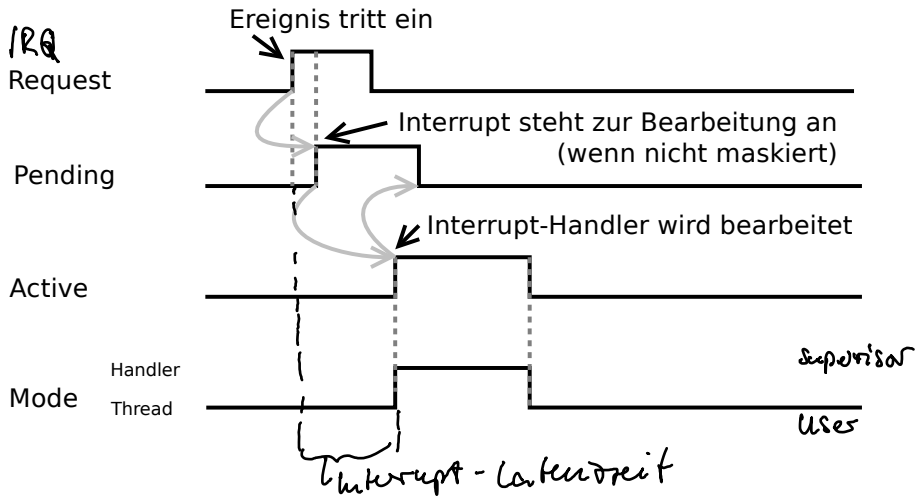 Ereignis tritt ein
IRQ
Request
Interrupt steht zur Bearbeitung an
(wenn nicht maskiert)
Pending
Interrupt-Handler wird bearbeitet
Active
Supervisor
Handler
Mode
Thread
User
Interrupt-Latenzzeit